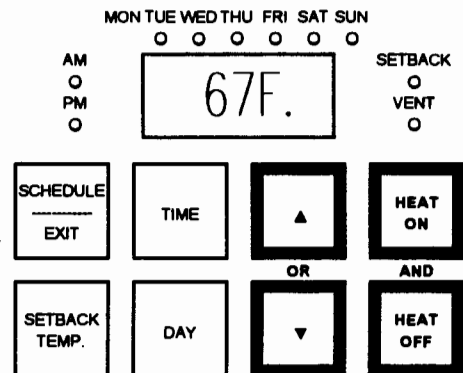 MON TUE WED THU FRI SAT SUN
AM
SETBACK
67F.
PM
VENT
SCHEDULE
EXIT
TIME
▲
HEAT
ON
OR
AND
SETBACK
TEMP.
DAY
▼
HEAT
OFF